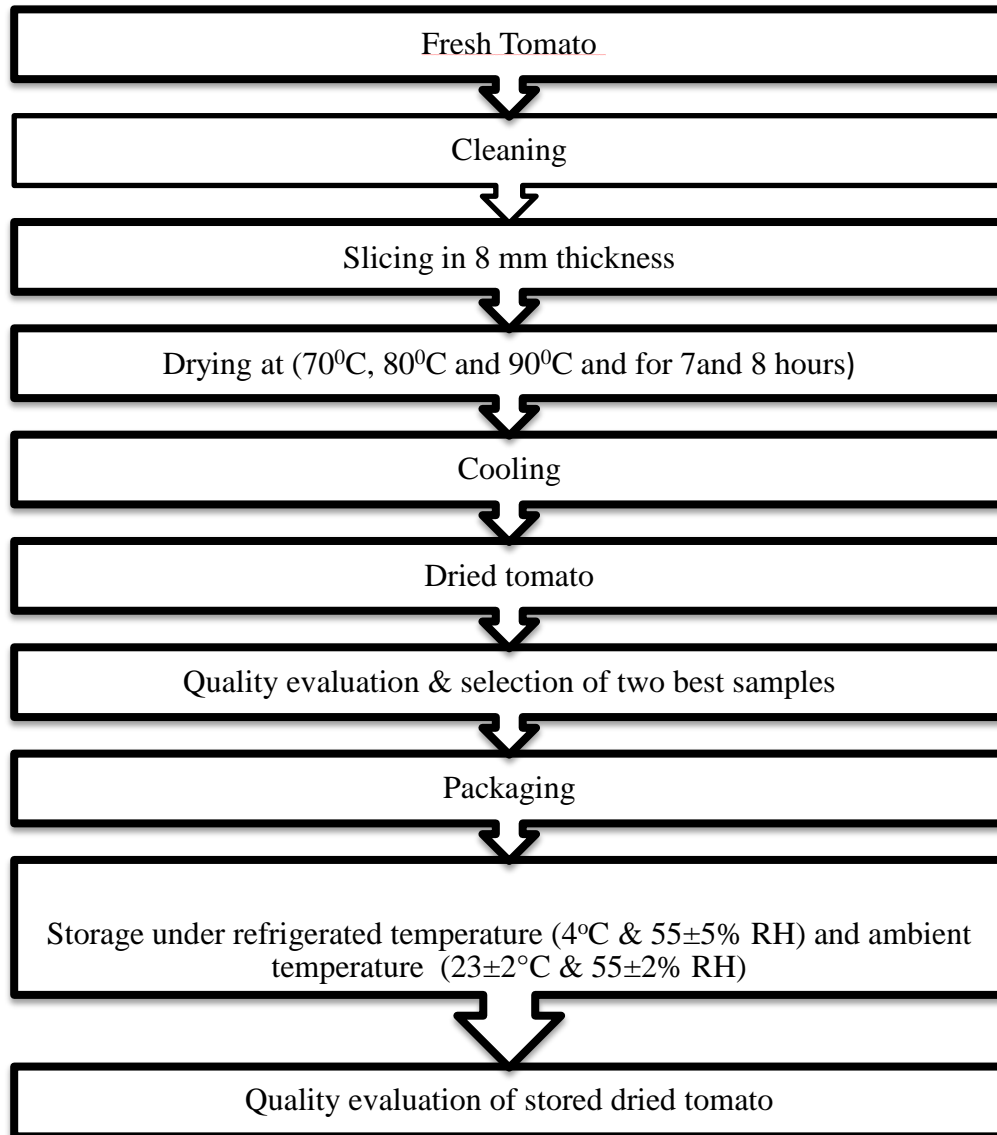 Fresh Tomato
Cleaning
Slicing in 8 mm thickness
Drying at (70⁰C, 80⁰C and 90⁰C and for 7and 8 hours)
Cooling
Dried tomato
Quality evaluation & selection of two best samples
Packaging
Storage under refrigerated temperature (4ᵒC & 55±5% RH) and ambient
temperature (23±2°C & 55±2% RH)
Quality evaluation of stored dried tomato